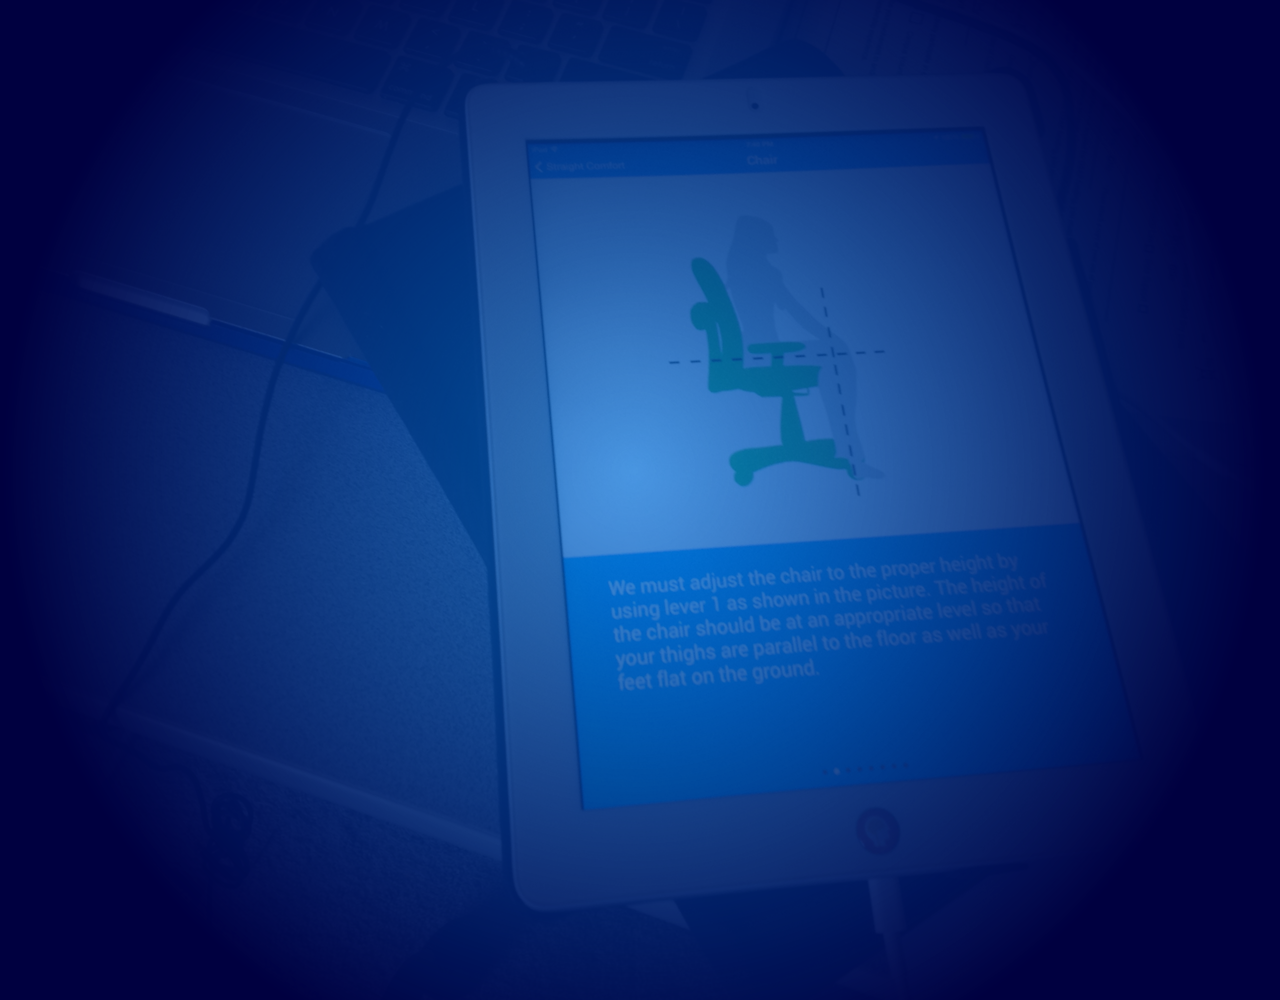 Chair
We must adjust the chair to the proper height by
using lever 1 as shown in the picture. The height of
the chair should be at an appropriate level so that
your thighs are parallel to the floor as well as your
feet flat on the ground.